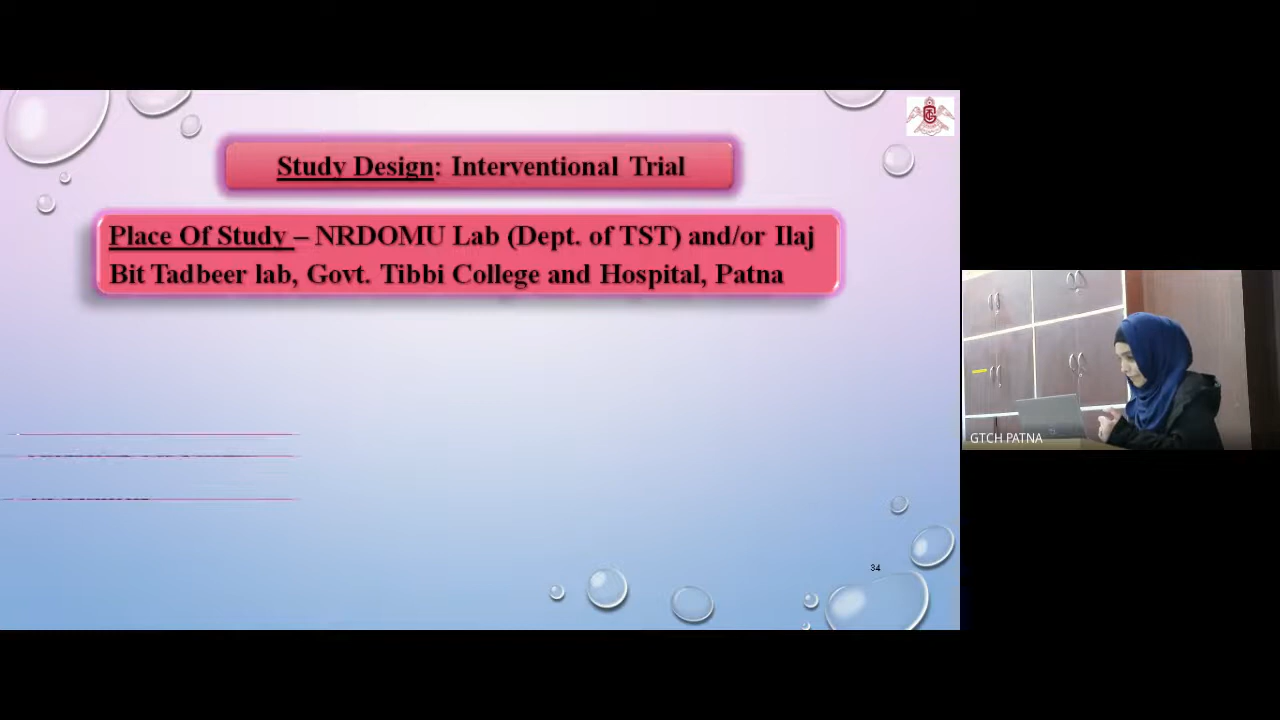 Study Design: Interventional Trial
Place Of Study – NRDOMU Lab (Dept. of TST) and/or Ilaj
Bit Tadbeer lab, Govt. Tibbi College and Hospital, Patna
GTCH PATNA
34